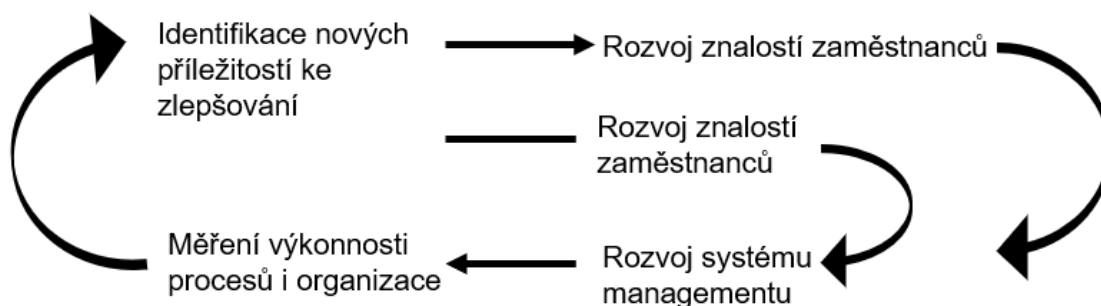 Identifikace nových
příležitostí ke
zlepšování
Rozvoj znalostí zaměstnanců
Rozvoj znalostí
zaměstnanců
Měření výkonnosti
procesů i organizace
Rozvoj systému
managementu